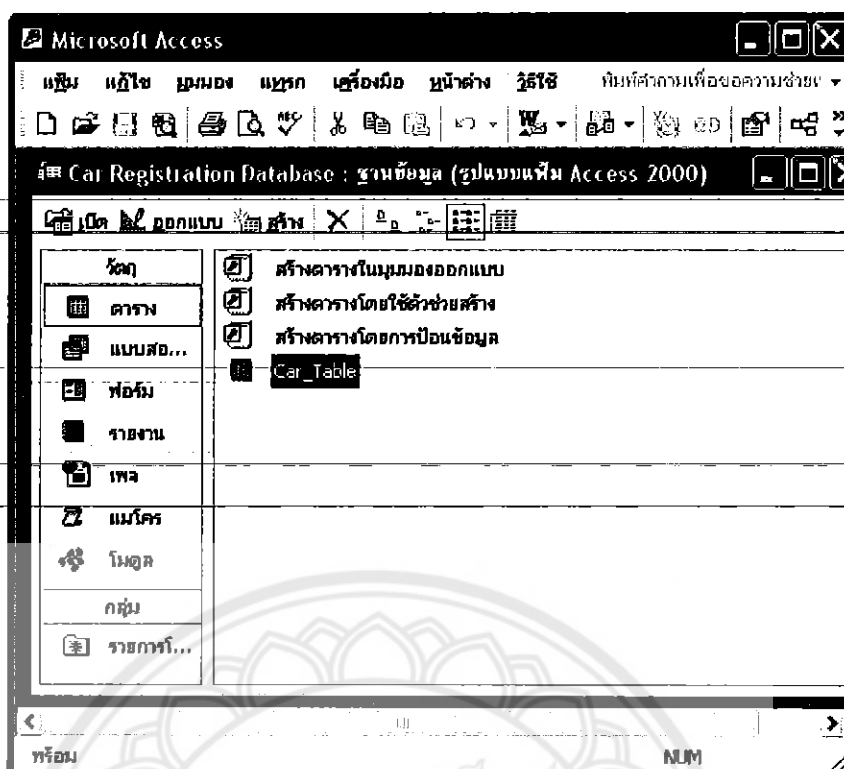 Microsoft Access
แฟ้ม แก้ไข มุมมอง แทรก เครื่องมือ หน้าต่าง วิธีใช้ พิมพ์คำถามเพื่อขอความช่วย
Car Registration Database : ฐานข้อมูล (รูปแบบแฟ้ม Access 2000)
เปิด ออกแบบ สร้าง
วัตถุ
ตาราง
แบบสอ...
ฟอร์ม
รายงาน
เพจ
แมโคร
โมดูล
กลุ่ม
รายการโ...
สร้างตารางในมุมมองออกแบบ
สร้างตารางโดยใช้ตัวช่วยสร้าง
สร้างตารางโดยการป้อนข้อมูล
Car_Table
พร้อม NUM